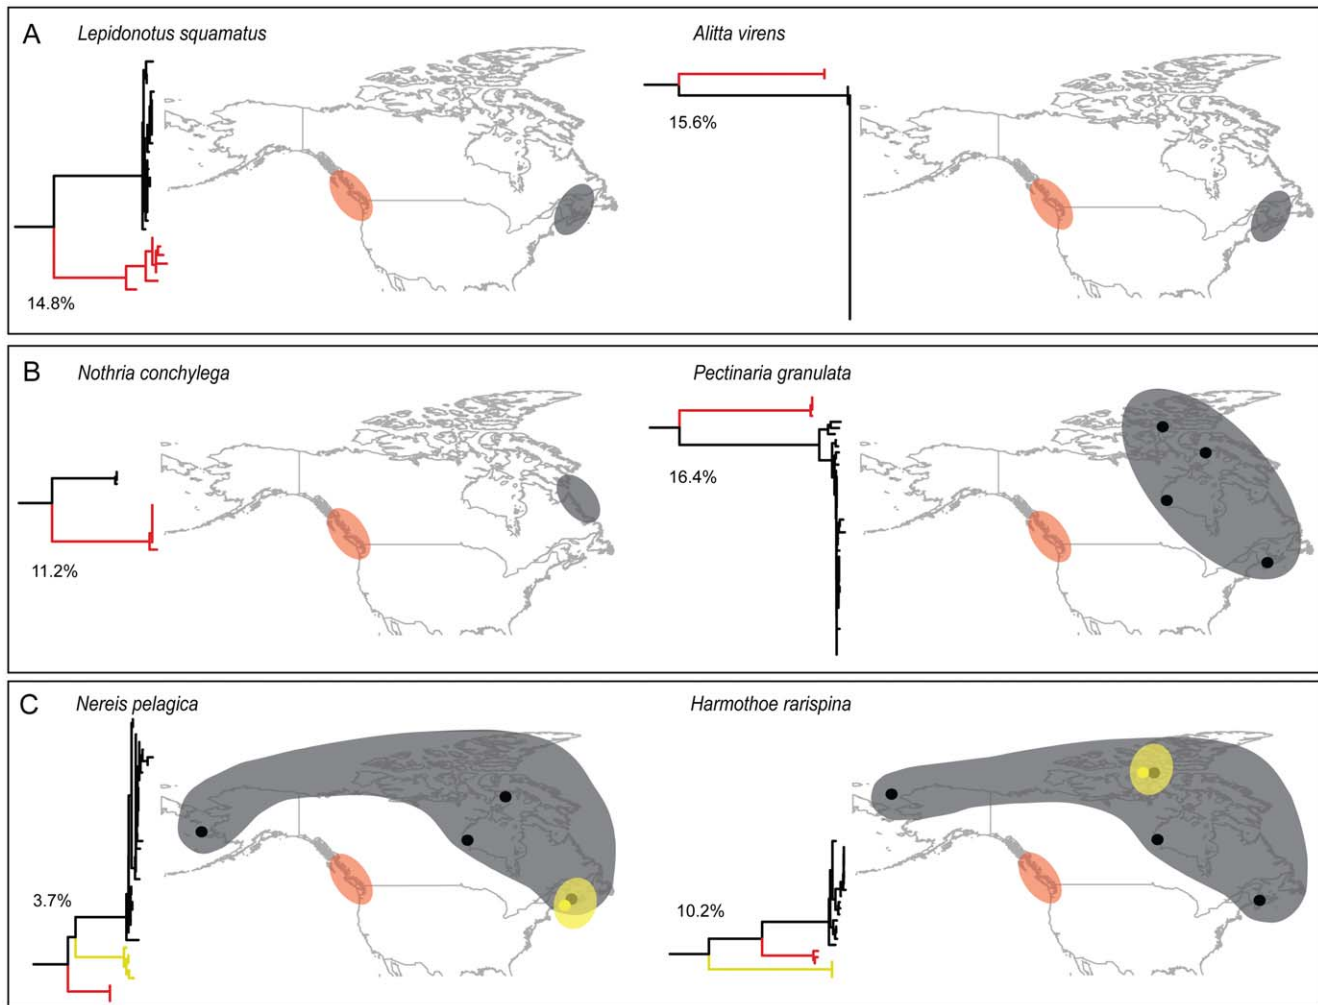 A
Lepidonotus squamatus
Alitta virens
15.6%
14.8%
B
Nothria conchylega
Pectinaria granulata
16.4%
11.2%
C
Nereis pelagica
Harmothoe rarispina
3.7%
10.2%